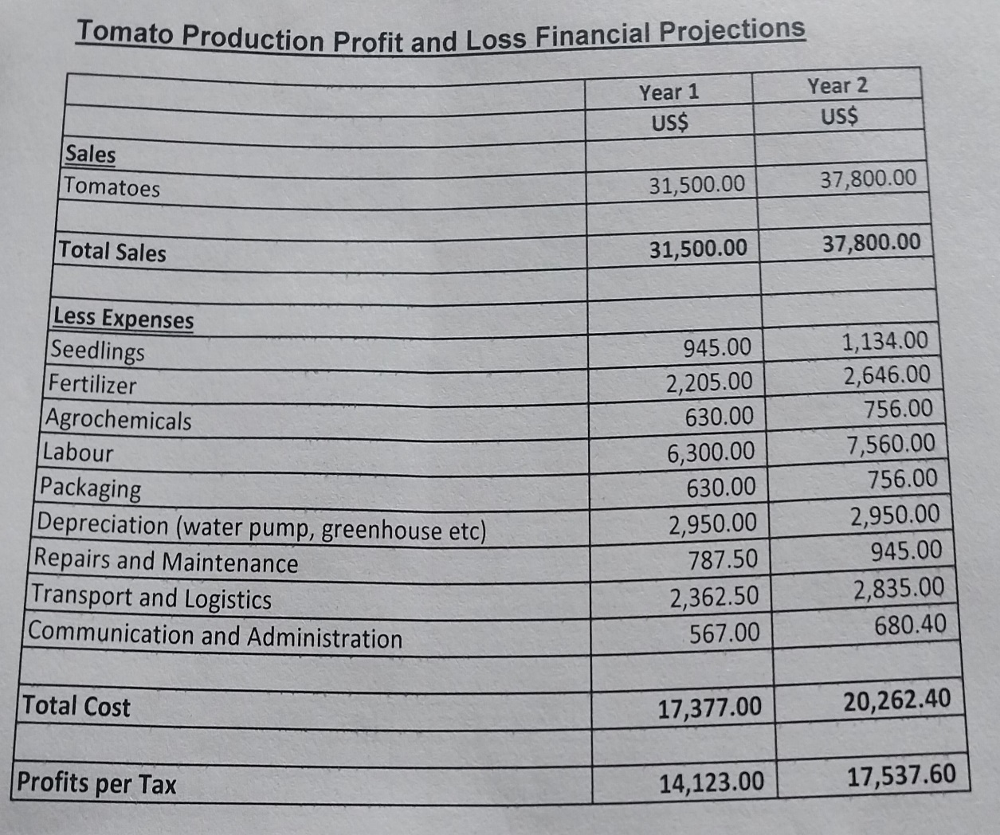 Tomato Production Profit and Loss Financial Projections
Year 1 Year 2
US$ US$
Sales
Tomatoes 31,500.00 37,800.00
Total Sales 31,500.00 37,800.00
Less Expenses
Seedlings 945.00 1,134.00
Fertilizer 2,205.00 2,646.00
Agrochemicals 630.00 756.00
Labour 6,300.00 7,560.00
Packaging 630.00 756.00
Depreciation (water pump, greenhouse etc) 2,950.00 2,950.00
Repairs and Maintenance 787.50 945.00
Transport and Logistics 2,362.50 2,835.00
Communication and Administration 567.00 680.40
Total Cost 17,377.00 20,262.40
Profits per Tax 14,123.00 17,537.60